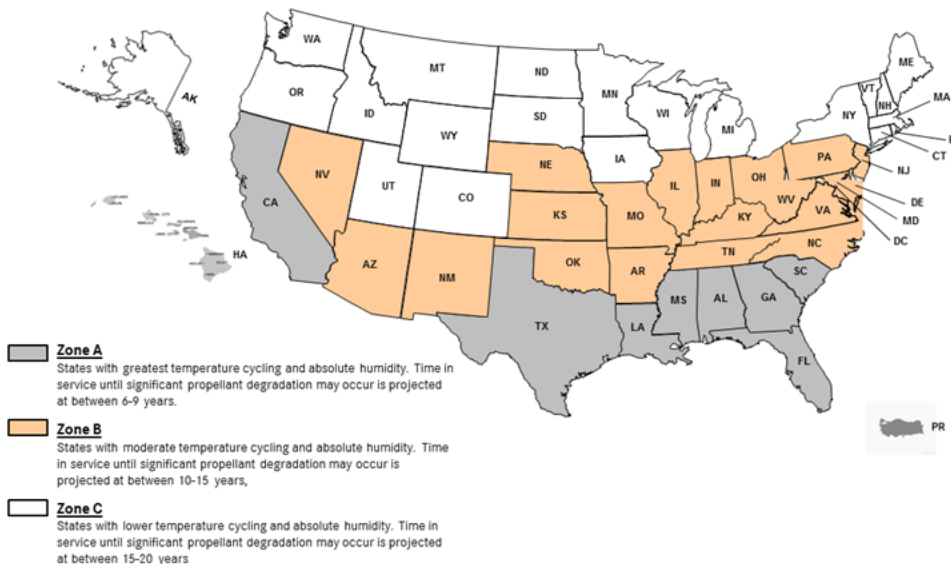 WA
MT
ND
MN
ME
AK
OR
ID
SD
WI
MI
NY
VT
NH
MA
WY
CT
IA
NE
PA
NJ
NV
UT
CO
IL
IN
OH
DE
CA
KS
MO
WV
VA
MD
KY
DC
HA
AZ
NM
OK
AR
TN
NC
SC
MS
AL
GA
TX
LA
FL
PR
Zone A
States with greatest temperature cycling and absolute humidity. Time in
service until significant propellant degradation may occur is projected
at between 6-9 years.
Zone B
States with moderate temperature cycling and absolute humidity. Time
in service until significant propellant degradation may occur is
projected at between 10-15 years,
Zone C
States with lower temperature cycling and absolute humidity. Time in
service until significant propellant degradation may occur is projected
at between 15-20 years